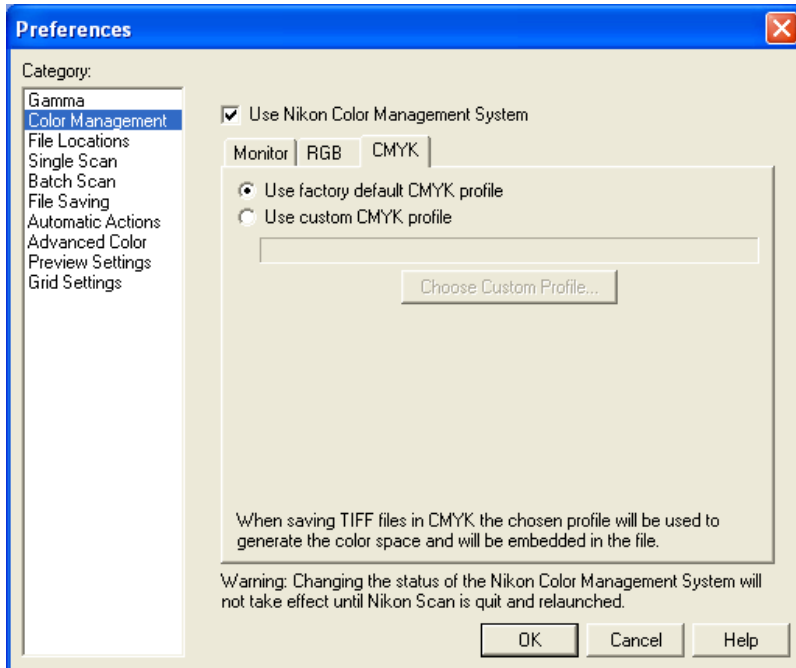 Preferences
Category:
Gamma
Color Management
File Locations
Single Scan
Batch Scan
File Saving
Automatic Actions
Advanced Color
Preview Settings
Grid Settings
Use Nikon Color Management System
Monitor RGB CMYK
Use factory default CMYK profile
Use custom CMYK profile
Choose Custom Profile...
When saving TIFF files in CMYK the chosen profile will be used to
generate the color space and will be embedded in the file.
Warning: Changing the status of the Nikon Color Management System will
not take effect until Nikon Scan is quit and relaunched.
OK Cancel Help